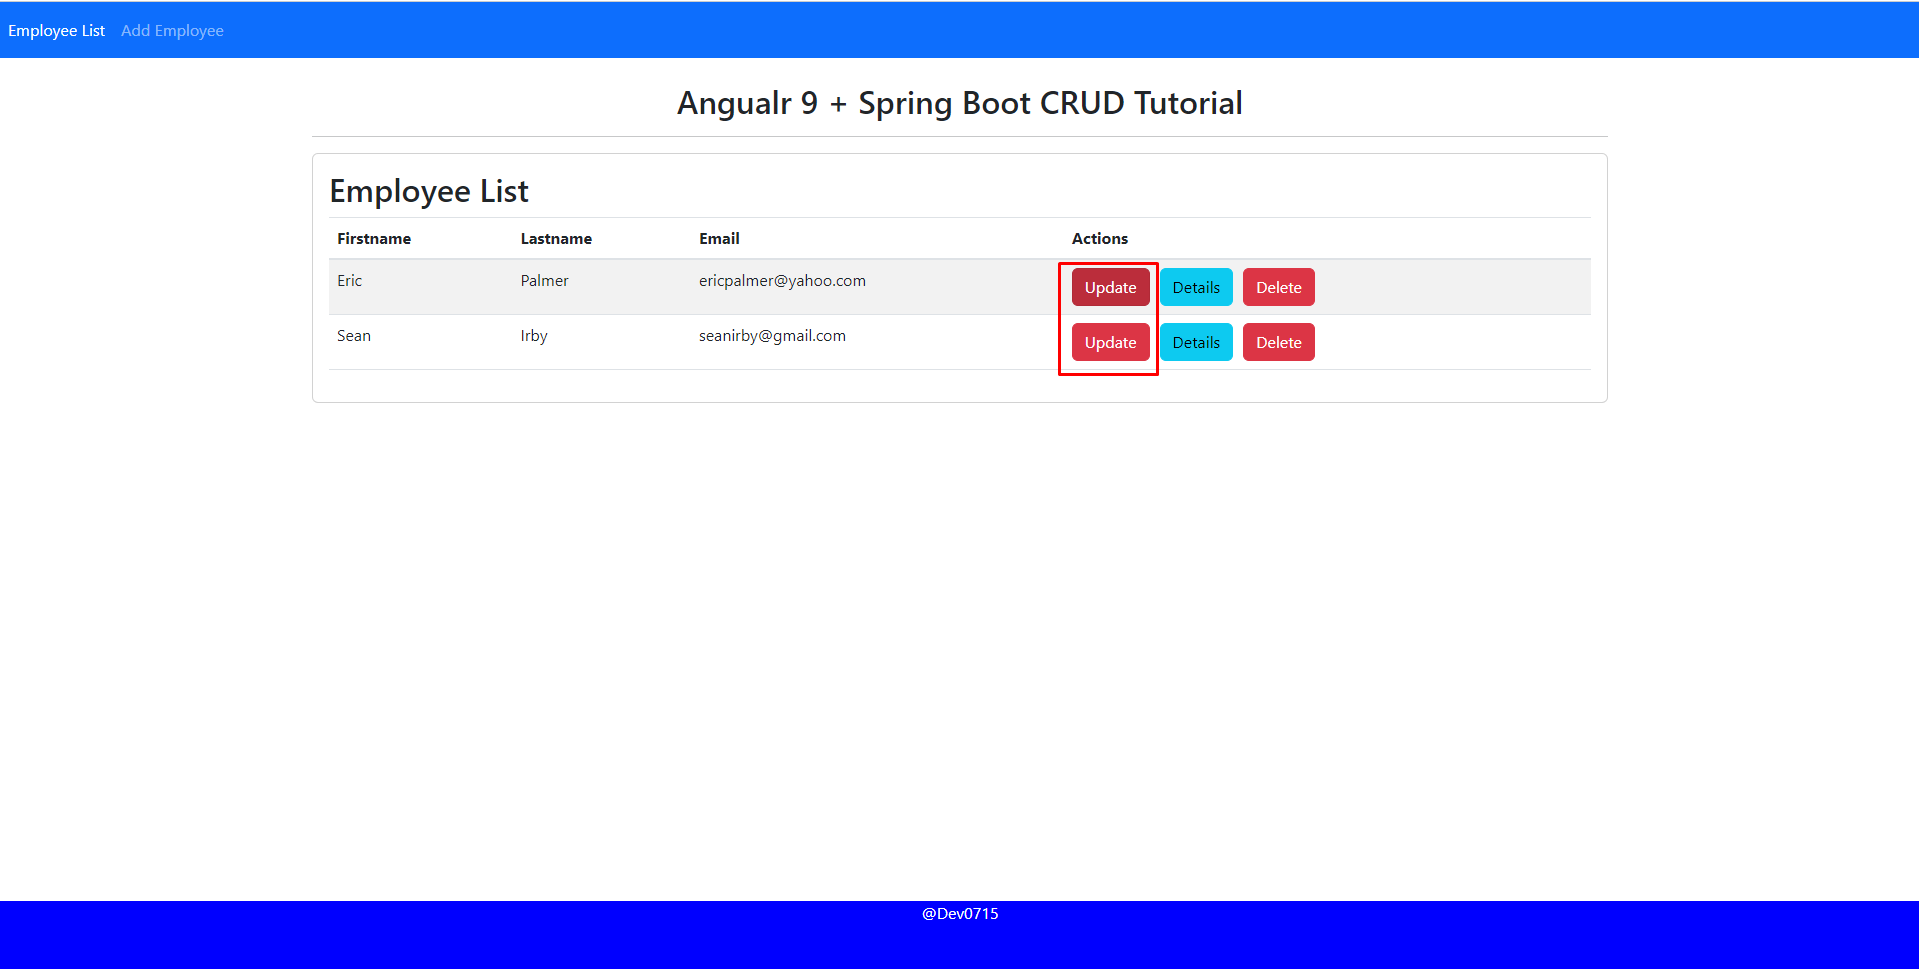 Employee List Add Employee
Angualr 9 + Spring Boot CRUD Tutorial
Employee List
Firstname Lastname Email Actions
Eric Palmer ericpalmer@yahoo.com Update Details Delete
Sean Irby seanirby@gmail.com Update Details Delete
@Dev0715